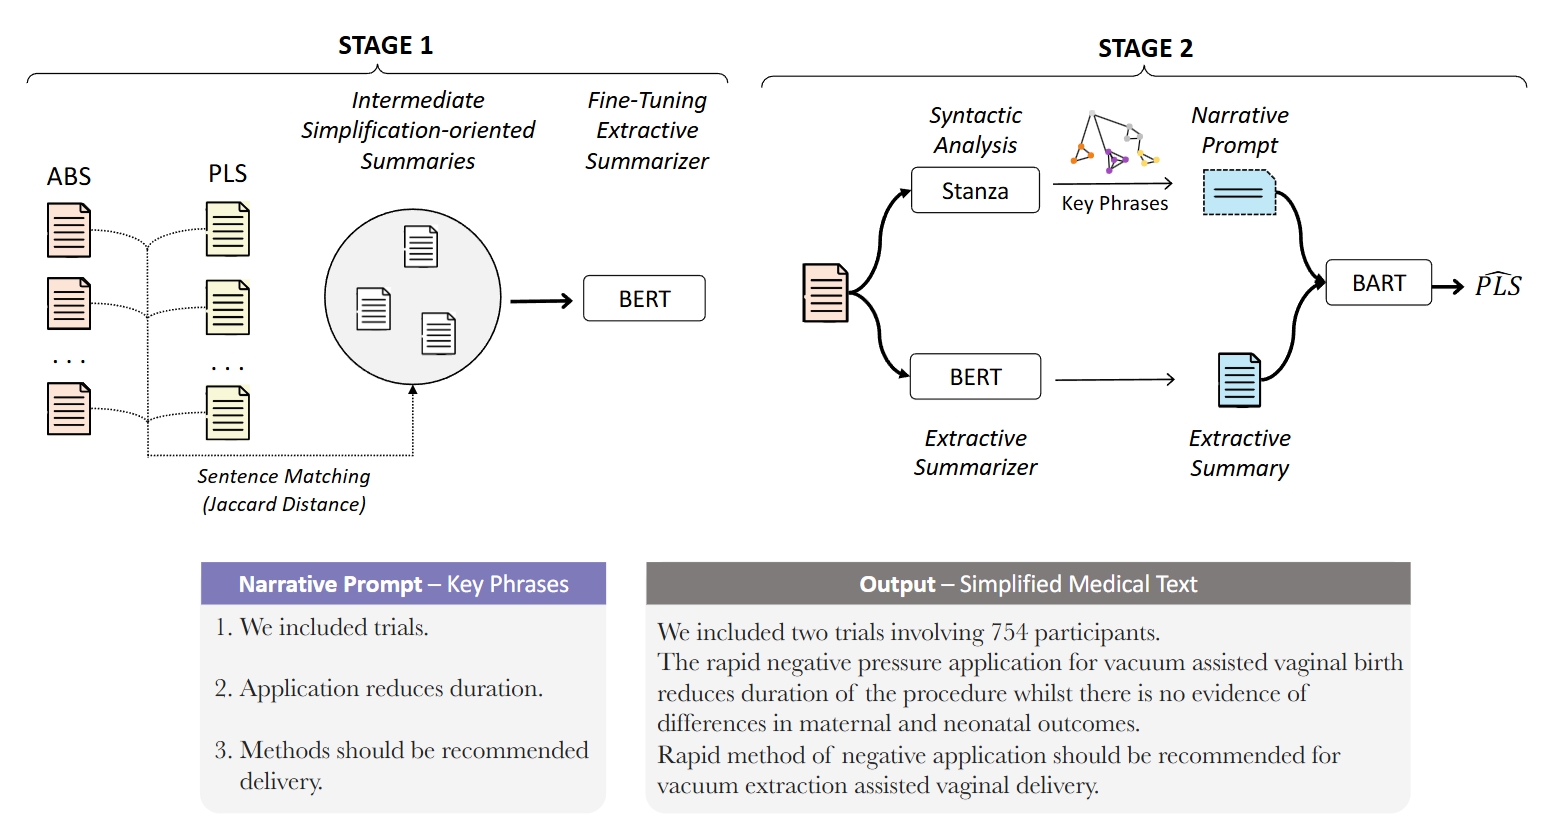 STAGE 1
Intermediate
Simplification-oriented
Summaries
Fine-Tuning
Extractive
Summarizer
ABS
PLS
. . .
. . .
BERT
Sentence Matching
(Jaccard Distance)
STAGE 2
Syntactic
Analysis
Narrative
Prompt
Stanza
Key Phrases
BART
P̂LS
BERT
Extractive
Summarizer
Extractive
Summary
Narrative Prompt – Key Phrases
1. We included trials.
2. Application reduces duration.
3. Methods should be recommended
delivery.
Output – Simplified Medical Text
We included two trials involving 754 participants.
The rapid negative pressure application for vacuum assisted vaginal birth
reduces duration of the procedure whilst there is no evidence of
differences in maternal and neonatal outcomes.
Rapid method of negative application should be recommended for
vacuum extraction assisted vaginal delivery.